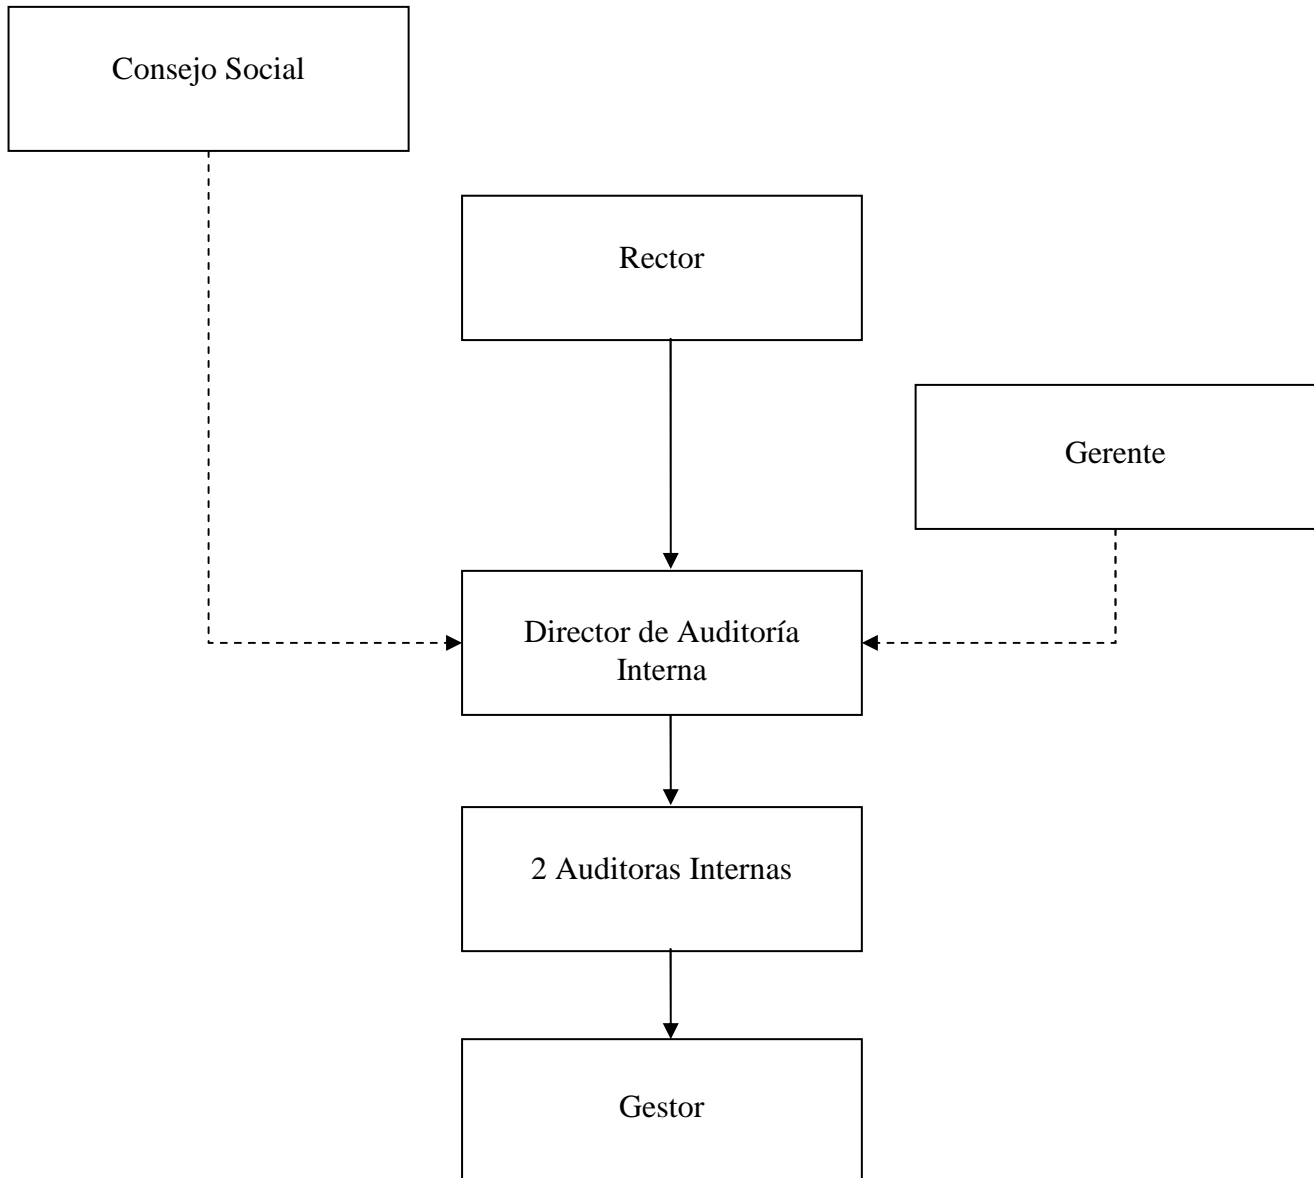 Consejo Social
Rector
Gerente
Director de Auditoría
Interna
2 Auditoras Internas
Gestor